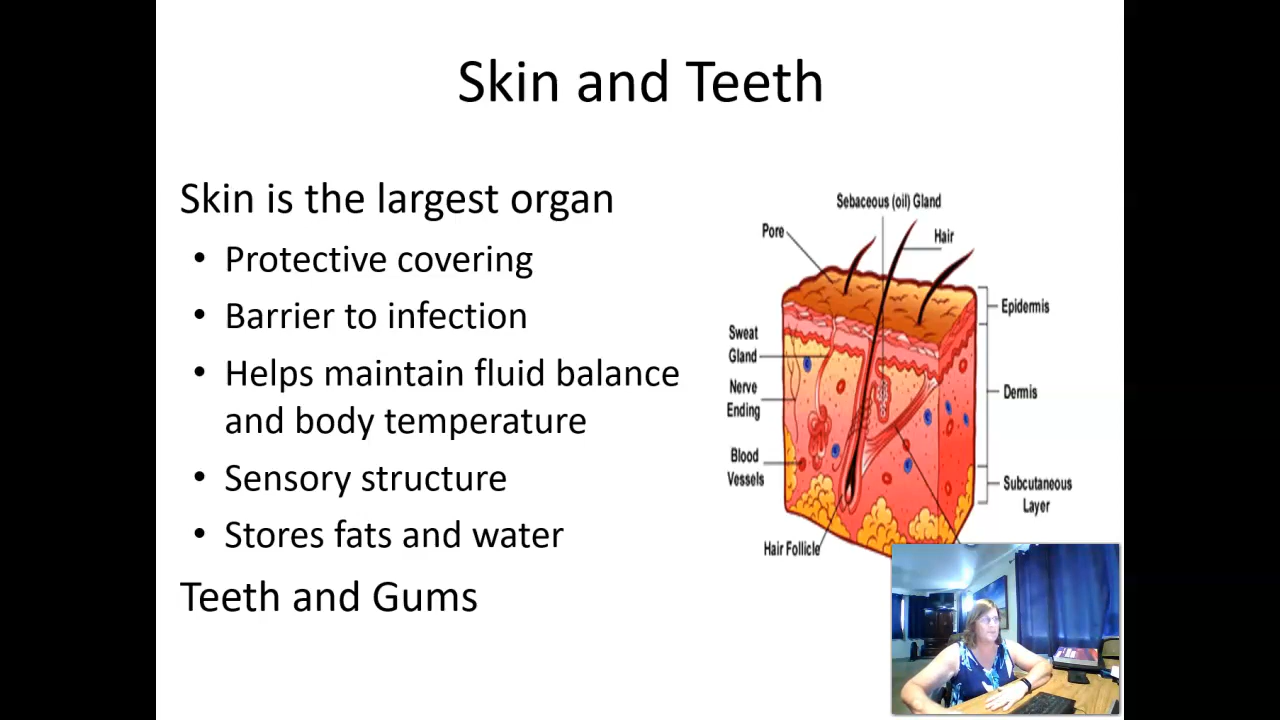 Skin and Teeth
Skin is the largest organ
• Protective covering
• Barrier to infection
• Helps maintain fluid balance
and body temperature
• Sensory structure
• Stores fats and water
Teeth and Gums
Sebaceous (oil) Gland
Pore
Hair
Epidermis
Sweat
Gland
Nerve
Ending
Dermis
Blood
Vessels
Subcutaneous
Layer
Hair Follicle